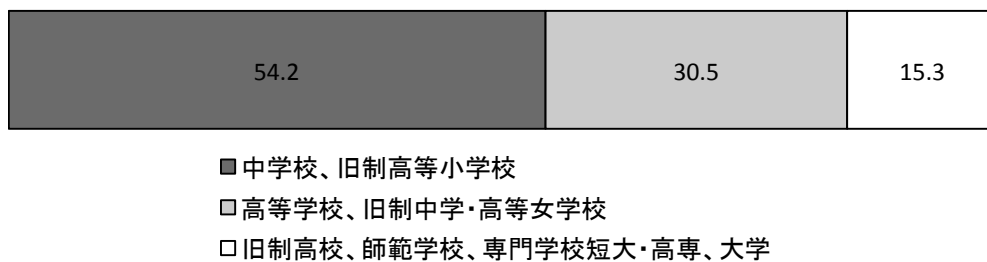 54.2 30.5 15.3
■中学校、旧制高等小学校
□高等学校、旧制中学・高等女学校
□旧制高校、師範学校、専門学校短大・高専、大学